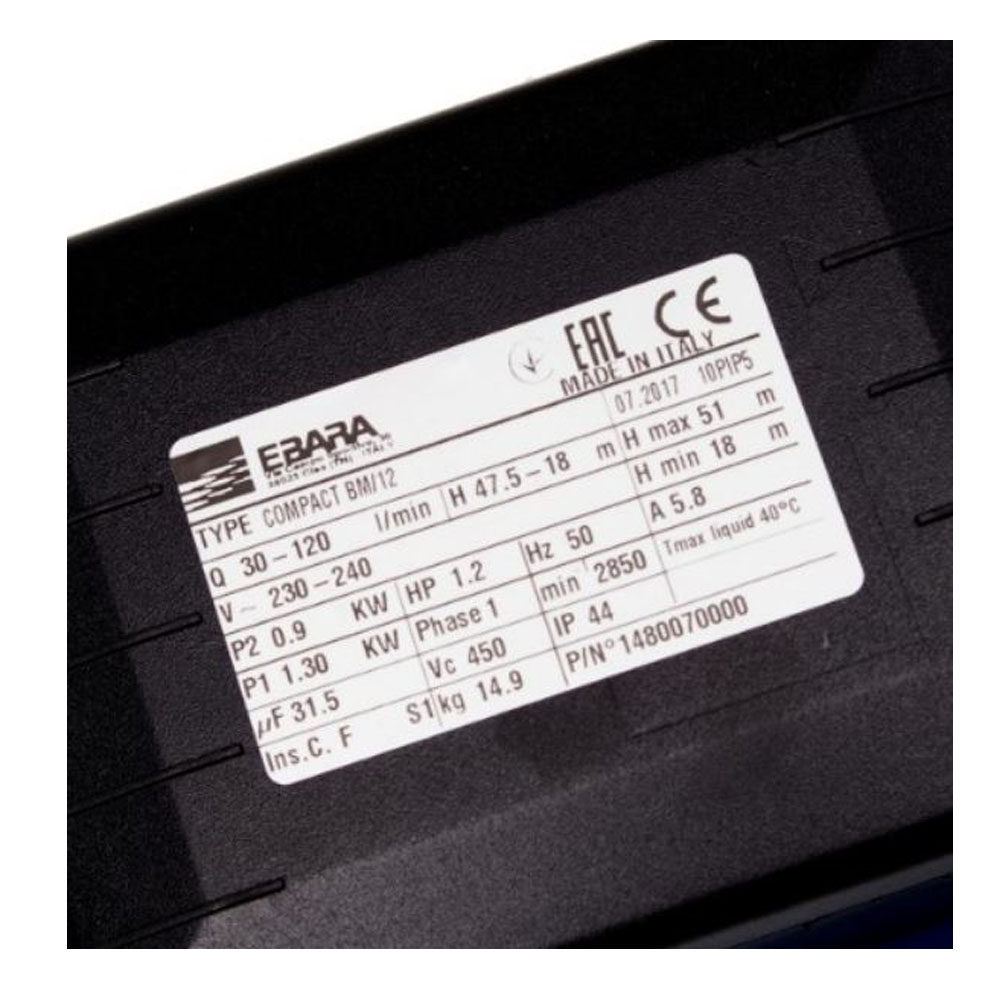 EAC CE
MADE IN ITALY
EBARA
07.2017 10PIP5
TYPE COMPACT BM/12
H max 51 m
Q 30-120 l/min H 47.5-18 m H min 18 m
V~ 230-240 Hz 50 A 5.8
P2 0.9 KW HP 1.2 min 2850 Tmax liquid 40°C
P1 1.30 KW Phase 1 IP 44
µF 31.5 Vc 450 P/N° 1480070000
Ins.C. F S1 kg 14.9